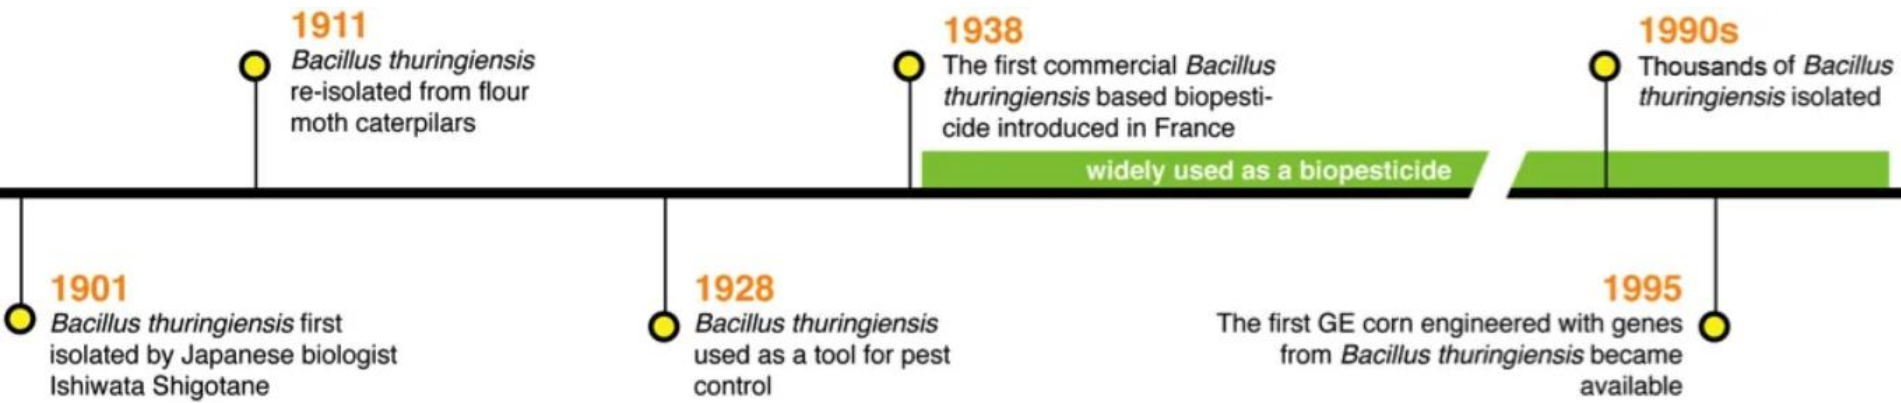 1911
Bacillus thuringiensis
re-isolated from flour
moth caterpilars
1938
The first commercial Bacillus
thuringiensis based biopesti-
cide introduced in France
1990s
Thousands of Bacillus
thuringiensis isolated
widely used as a biopesticide
1901
Bacillus thuringiensis first
isolated by Japanese biologist
Ishiwata Shigotane
1928
Bacillus thuringiensis
used as a tool for pest
control
1995
The first GE corn engineered with genes
from Bacillus thuringiensis became
available